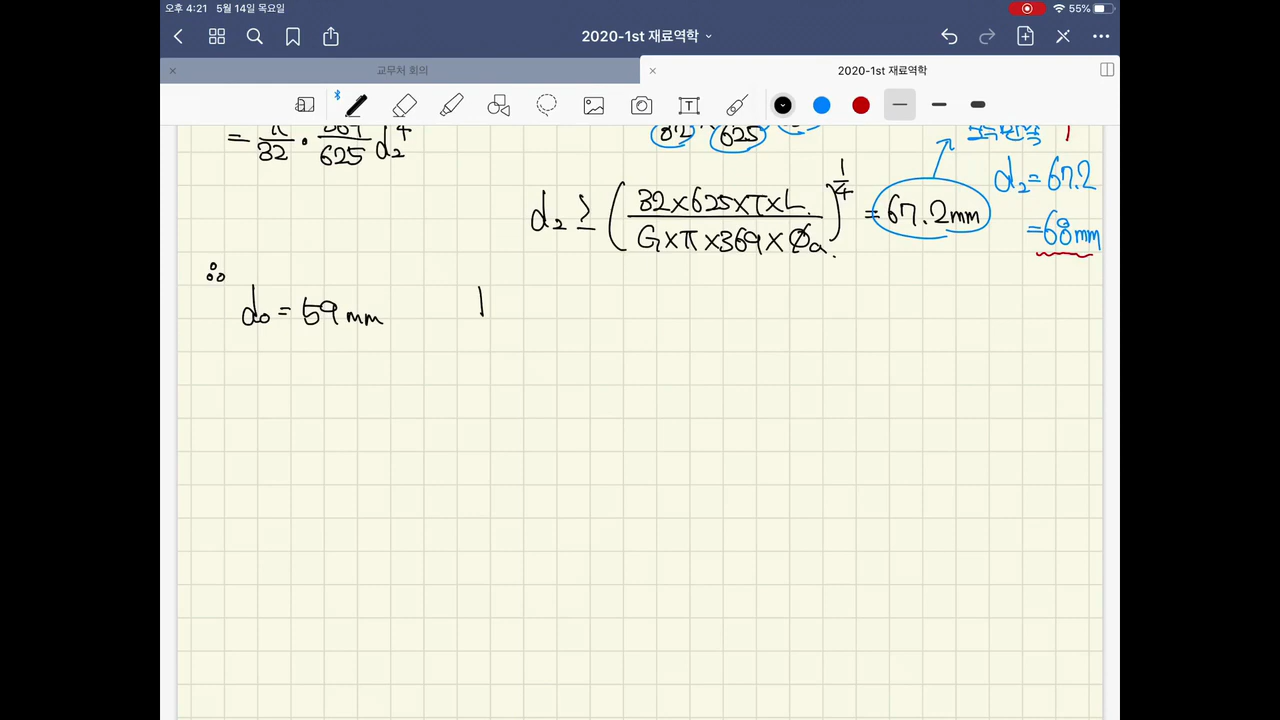 오후 4:21 5월 14일 목요일
55%
2020-1st 재료역학
교무처 회의
2020-1st 재료역학
= π/32 · 369/625 d₂⁴
32 625
d₂ ≥ ( 32×625×T×L / G×π×369×Øa )^1/4 = 67.2mm
d₂ = 67.2
= 68mm
∴
d₀ = 59 mm